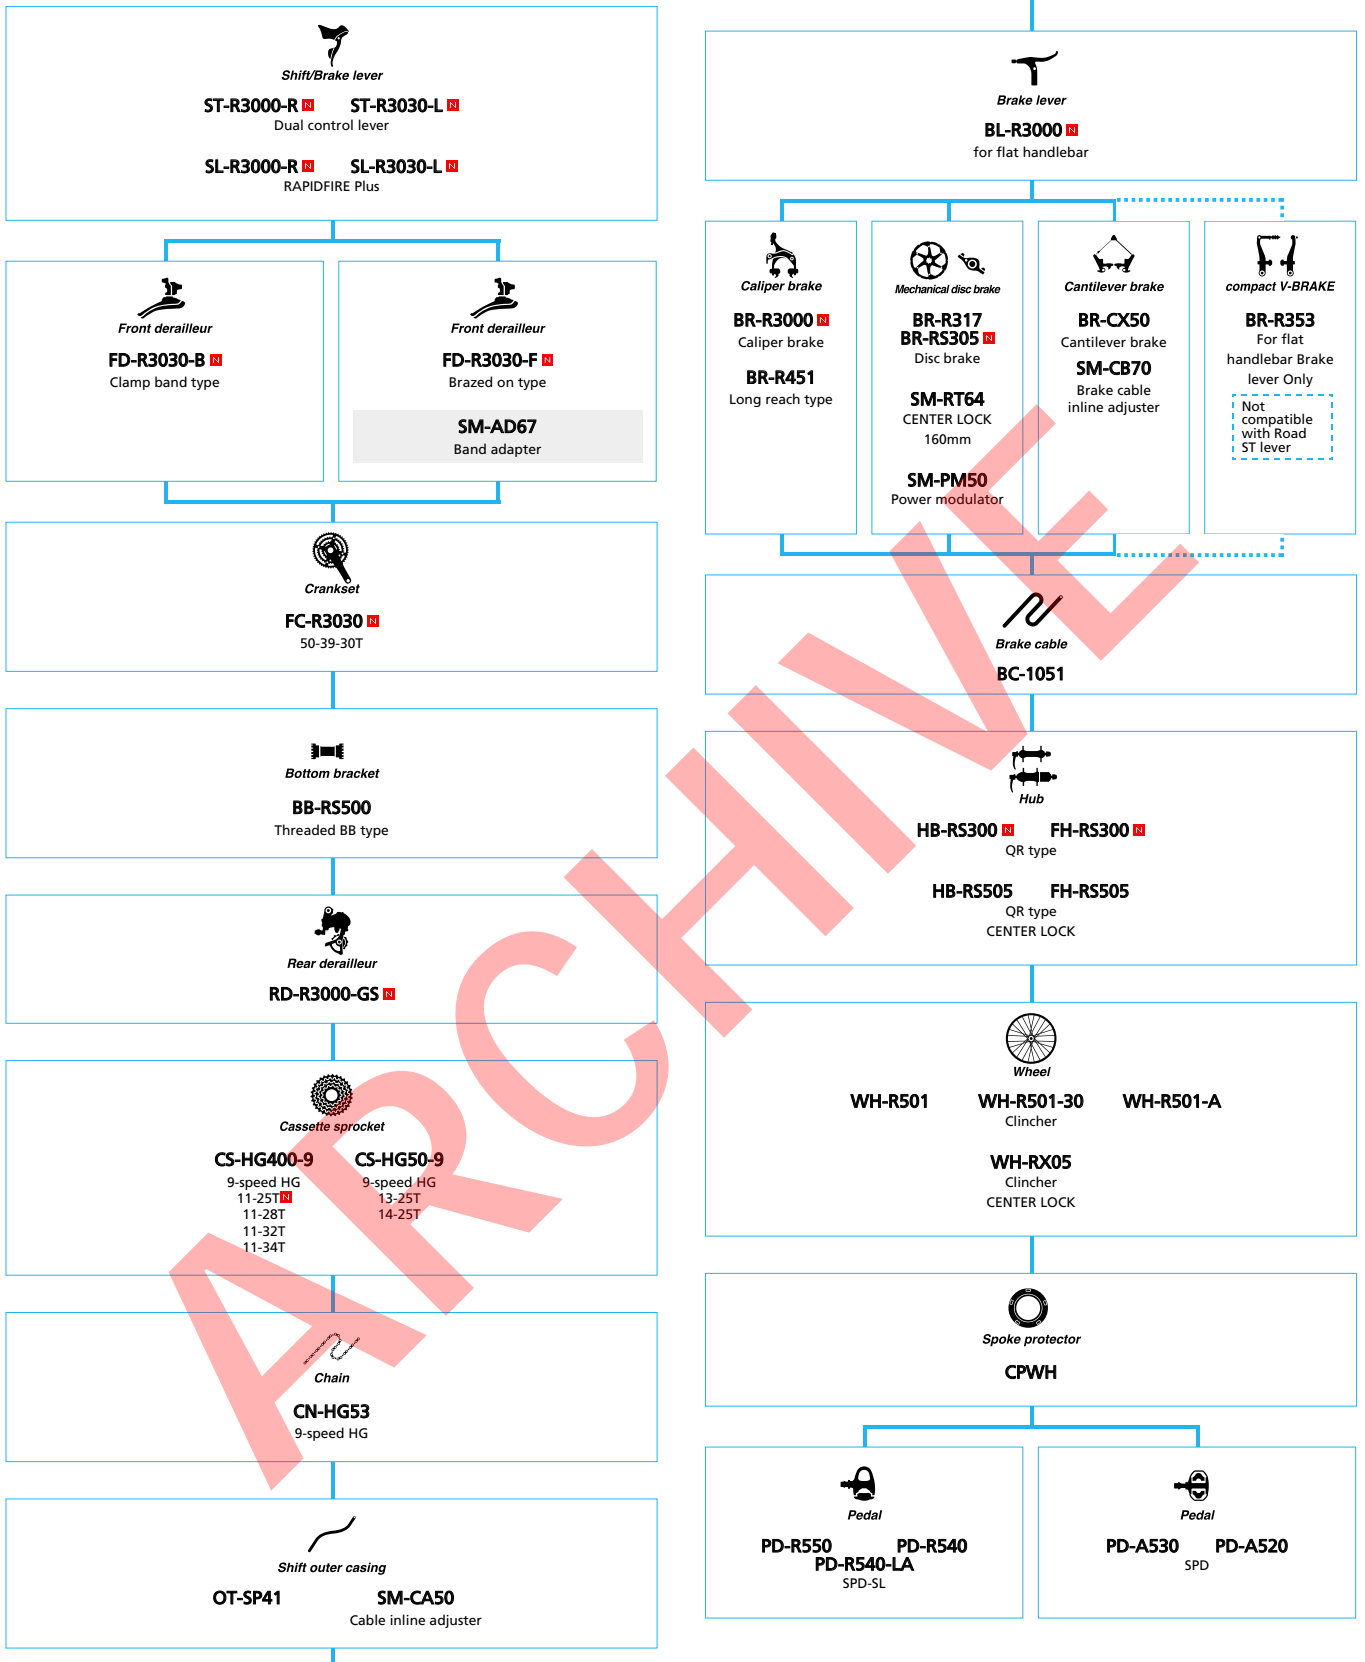 Shift/Brake lever
ST-R3000-R N ST-R3030-L N
Dual control lever
SL-R3000-R N SL-R3030-L N
RAPIDFIRE Plus
Front derailleur
FD-R3030-B N
Clamp band type
Front derailleur
FD-R3030-F N
Brazed on type
SM-AD67
Band adapter
Crankset
FC-R3030 N
50-39-30T
Bottom bracket
BB-RS500
Threaded BB type
Rear derailleur
RD-R3000-GS N
Cassette sprocket
CS-HG400-9
9-speed HG
11-25T N
11-28T
11-32T
11-34T
CS-HG50-9
9-speed HG
13-25T
14-25T
Chain
CN-HG53
9-speed HG
Shift outer casing
OT-SP41
SM-CA50
Cable inline adjuster
Brake lever
BL-R3000 N
for flat handlebar
Caliper brake
BR-R3000 N
Caliper brake
BR-R451
Long reach type
Mechanical disc brake
BR-R317
BR-RS305 N
Disc brake
SM-RT64
CENTER LOCK
160mm
SM-PM50
Power modulator
Cantilever brake
BR-CX50
Cantilever brake
SM-CB70
Brake cable
inline adjuster
compact V-BRAKE
BR-R353
For flat
handlebar Brake
lever Only
Not
compatible
with Road
ST lever
Brake cable
BC-1051
Hub
HB-RS300 N FH-RS300 N
QR type
HB-RS505 FH-RS505
QR type
CENTER LOCK
Wheel
WH-R501 WH-R501-30 WH-R501-A
Clincher
WH-RX05
Clincher
CENTER LOCK
Spoke protector
CPWH
Pedal
PD-R550 PD-R540
PD-R540-LA
SPD-SL
Pedal
PD-A530 PD-A520
SPD
ARCHIVE